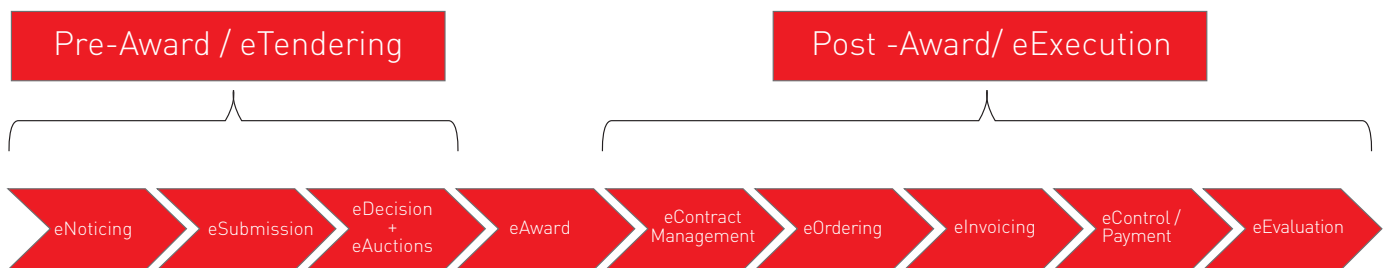 Pre-Award / eTendering
Post -Award/ eExecution
eNoticing
eSubmission
eDecision
+
eAuctions
eAward
eContract
Management
eOrdering
eInvoicing
eControl /
Payment
eEvaluation